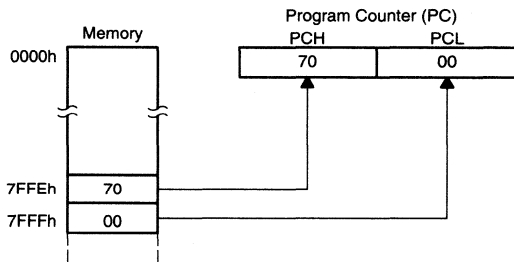 Program Counter (PC)
Memory
PCH
PCL
0000h
70
00
7FFEh
70
7FFFh
00